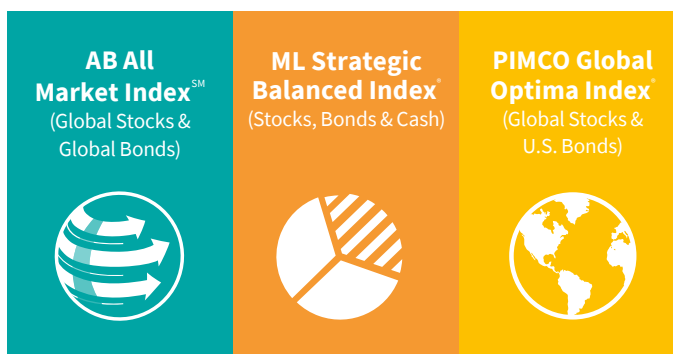 AB All
Market Index℠
(Global Stocks &
Global Bonds)
ML Strategic
Balanced Index®
(Stocks, Bonds & Cash)
PIMCO Global
Optima Index®
(Global Stocks &
U.S. Bonds)